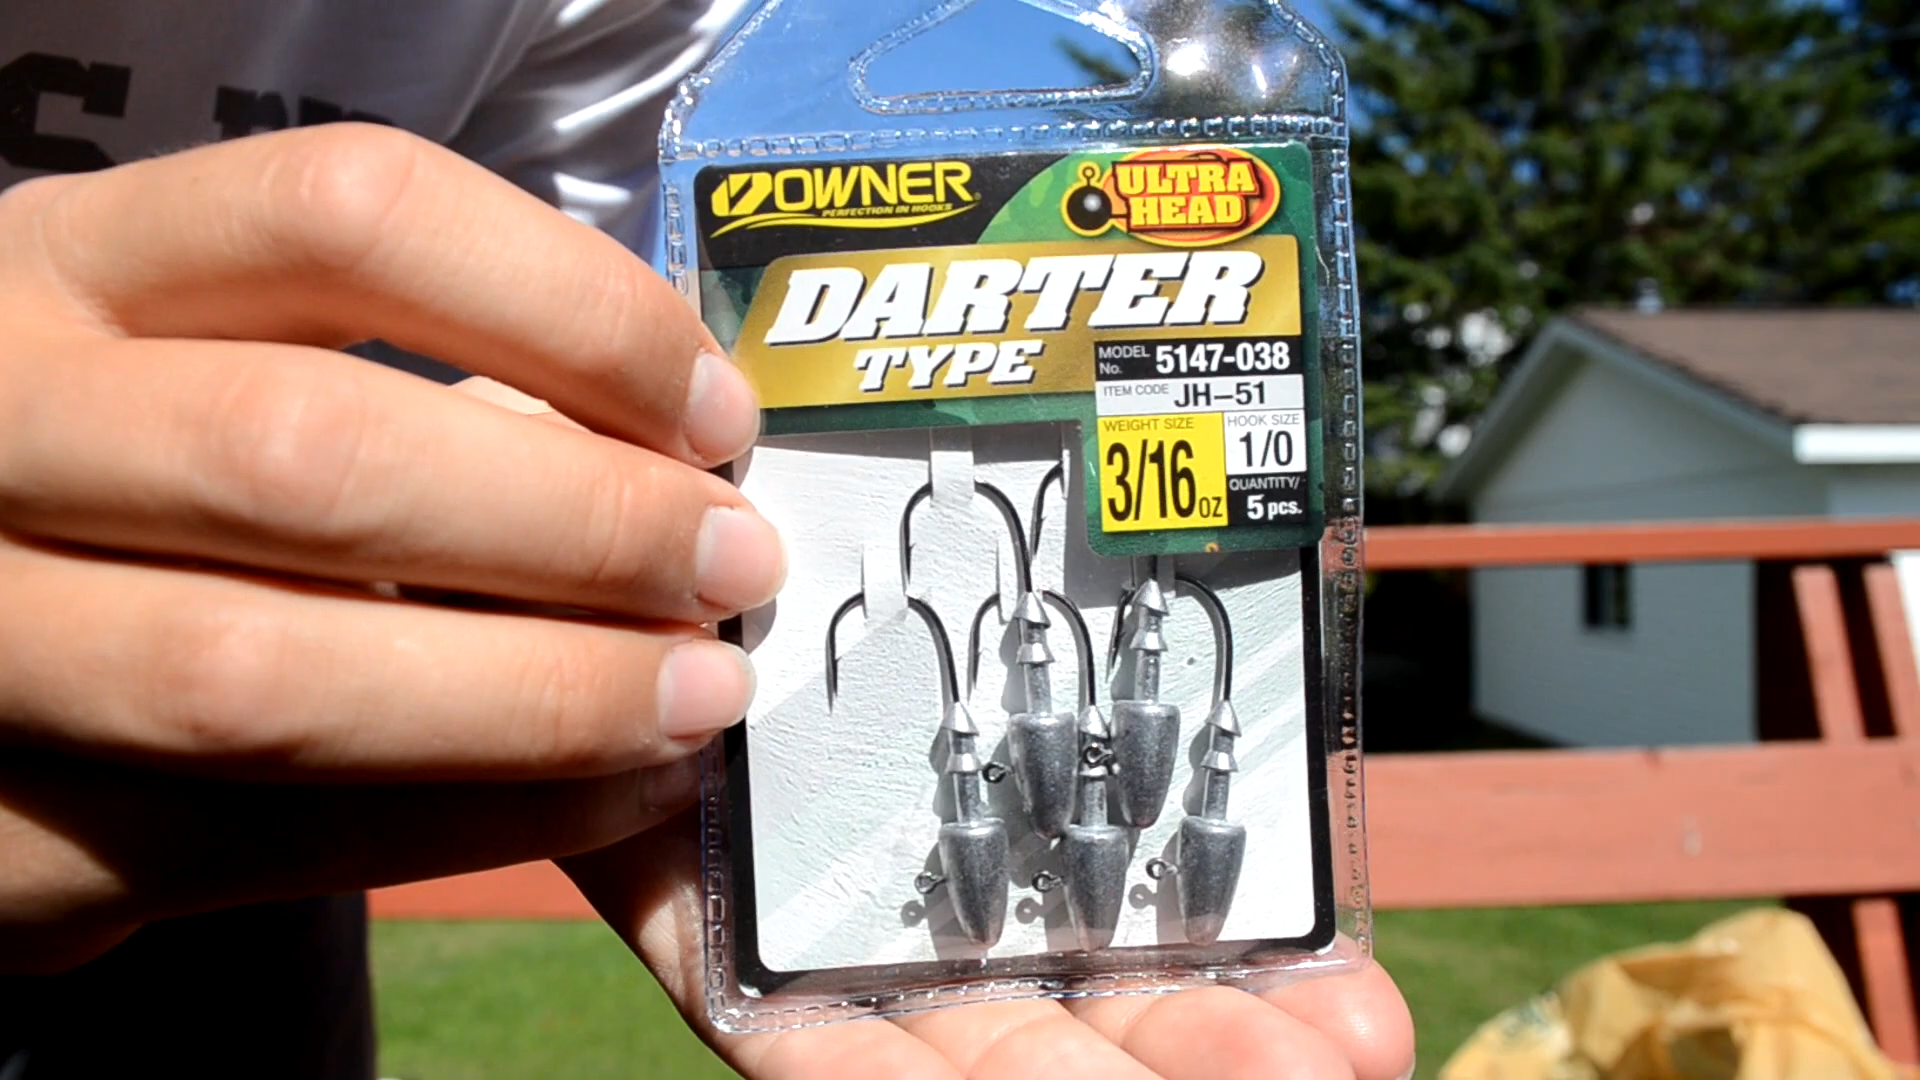 OWNER
PERFECTION IN HOOKS
ULTRA
HEAD
DARTER
TYPE
MODEL No. 5147-038
ITEM CODE JH-51
WEIGHT SIZE
3/16 oz
HOOK SIZE
1/0
QUANTITY/
5 pcs.